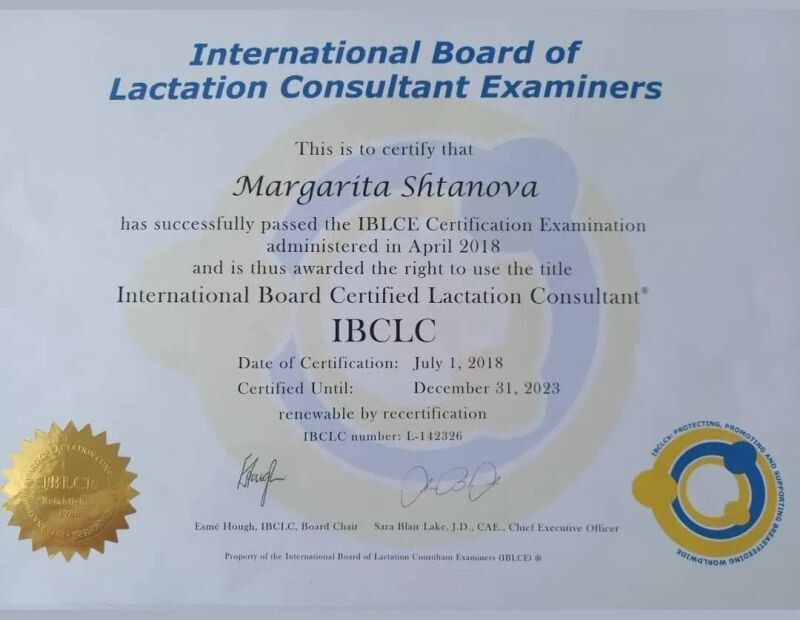 International Board of
Lactation Consultant Examiners
This is to certify that
Margarita Shtanova
has successfully passed the IBLCE Certification Examination
administered in April 2018
and is thus awarded the right to use the title
International Board Certified Lactation Consultant®
IBCLC
Date of Certification: July 1, 2018
Certified Until: December 31, 2023
renewable by recertification
IBCLC number: L-142326
Esmé Hough, IBCLC, Board Chair Sara Blair Lake, J.D., CAE., Chief Executive Officer
Property of the International Board of Lactation Consultant Examiners (IBLCE) ®
IBLCE
Established
IBCLCs: PROTECTING, PROMOTING AND SUPPORTING BREASTFEEDING WORLDWIDE